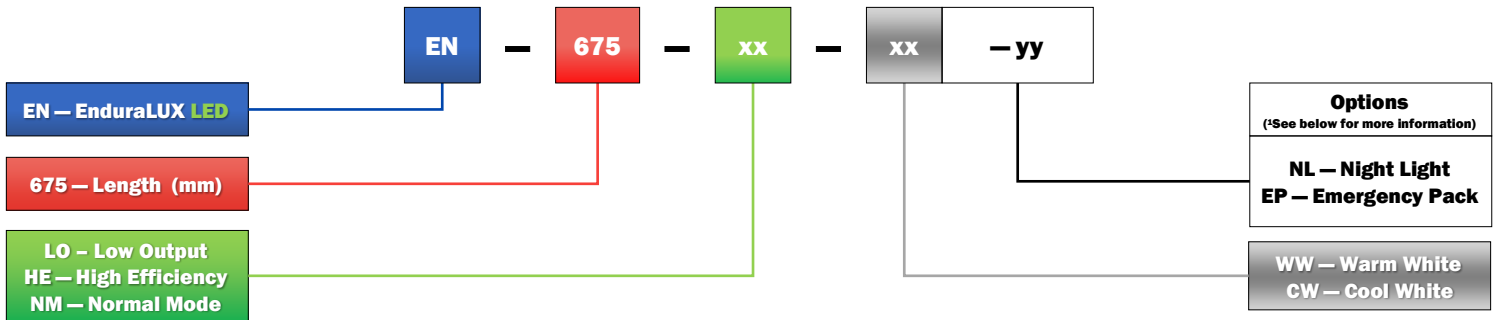 EN – 675 – xx – xx – yy
EN — EnduraLUX LED
675 — Length (mm)
LO – Low Output
HE — High Efficiency
NM — Normal Mode
Options
(¹See below for more information)
NL — Night Light
EP — Emergency Pack
WW — Warm White
CW — Cool White